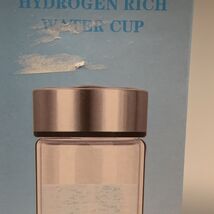 HYDROGEN RICH
WATER CUP